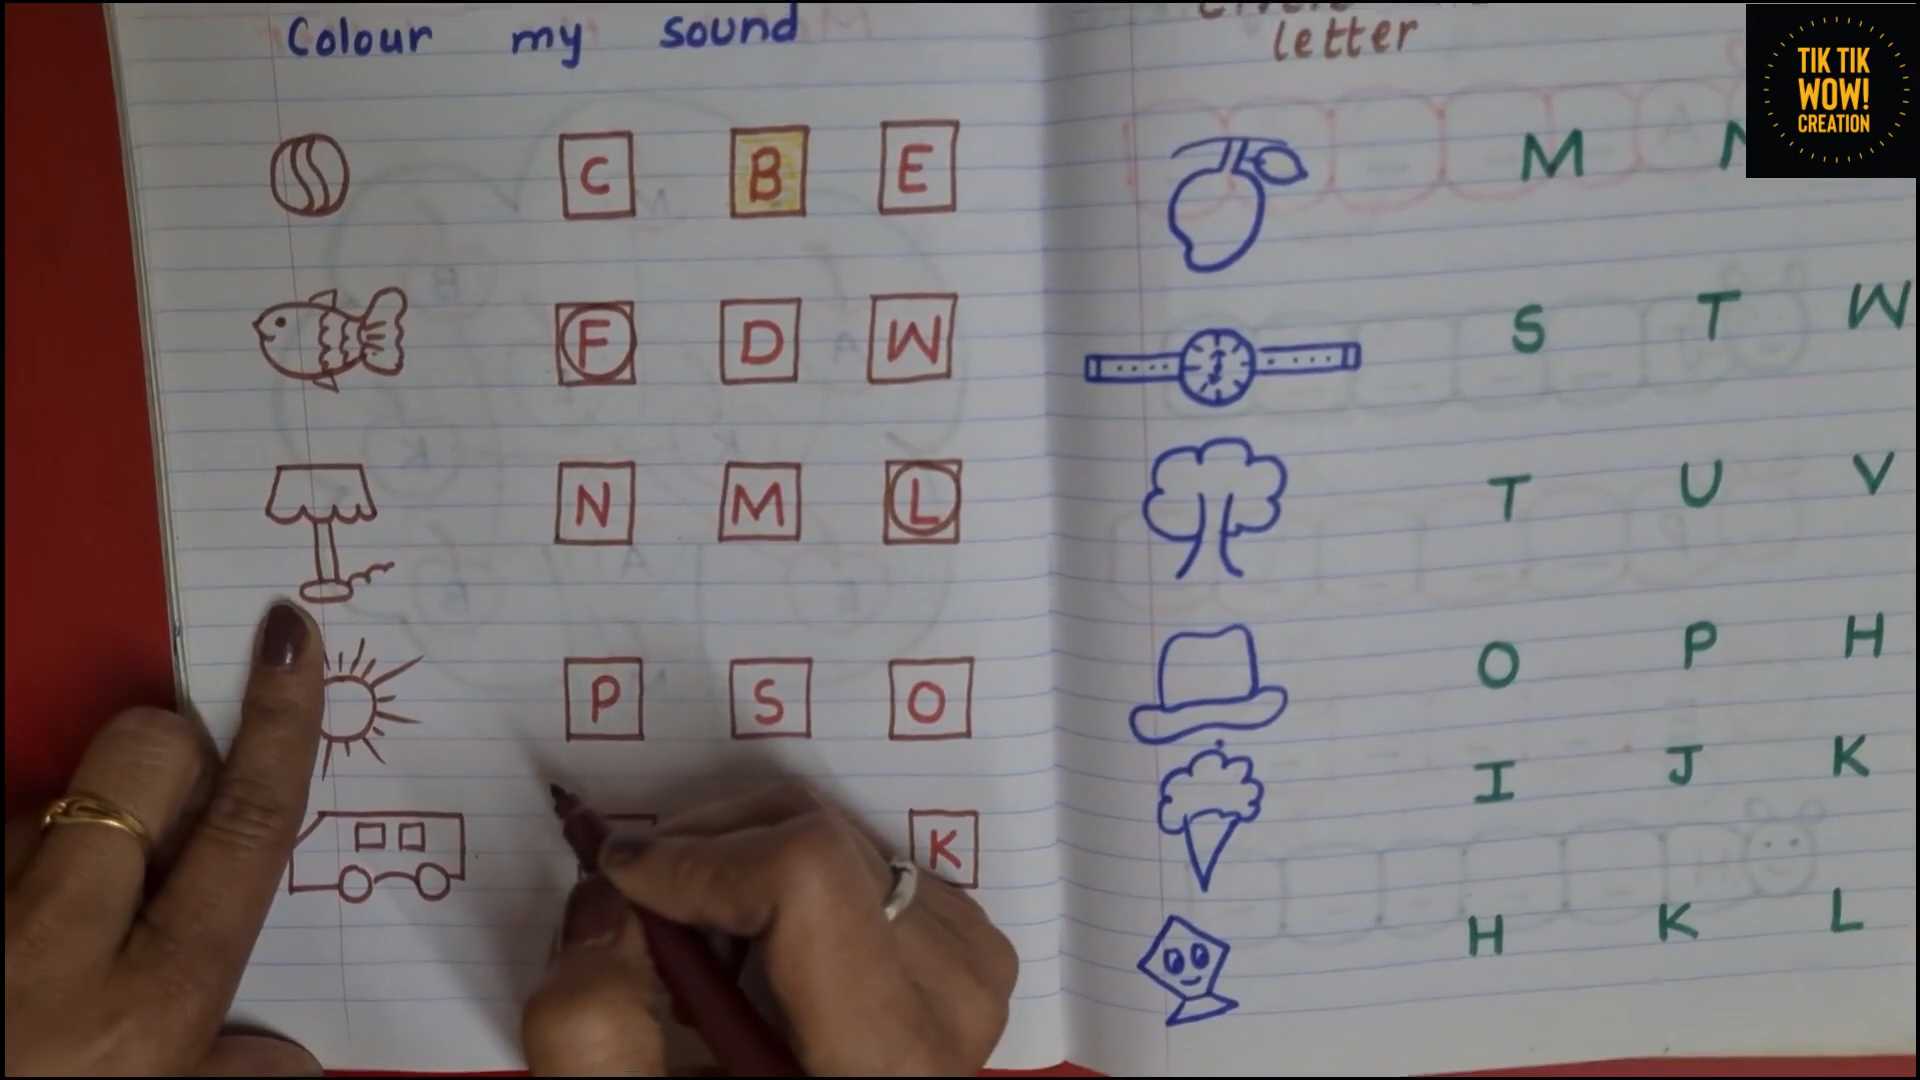 Colour my sound
C B E
F D W
N M L
P S O
K
letter
M
S T W
T U V
O P H
I J K
H K L
TIK TIK
WOW!
CREATION